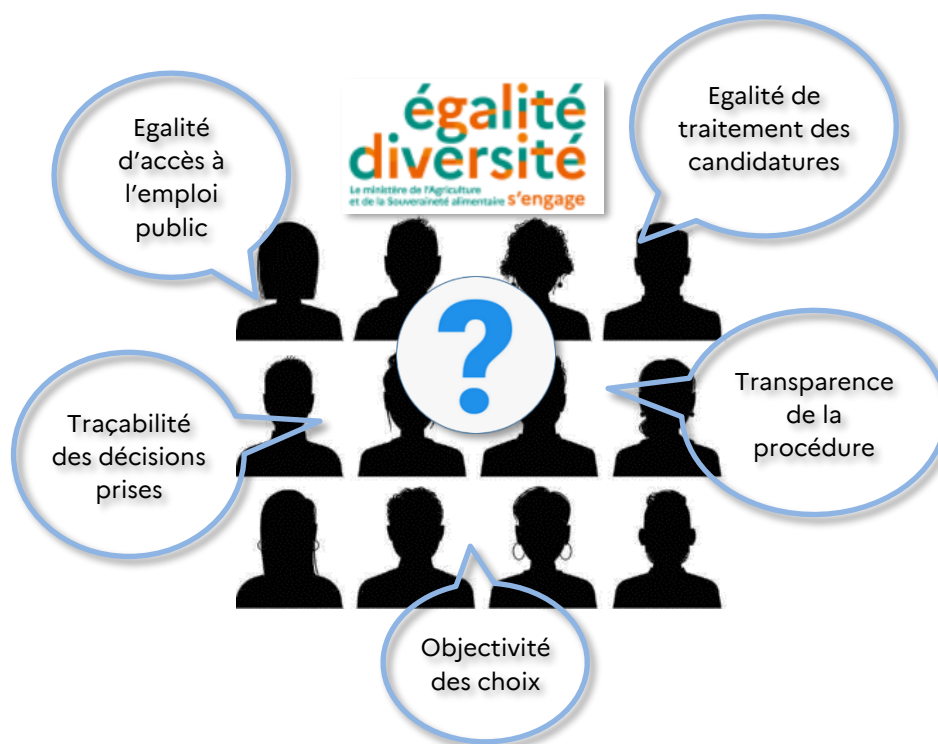 égalité
diversité
Le ministère de l'Agriculture
et de la Souveraineté alimentaire s'engage
Egalité
d’accès à
l’emploi
public
Egalité de
traitement des
candidatures
?
Traçabilité
des décisions
prises
Transparence
de la
procédure
Objectivité
des choix